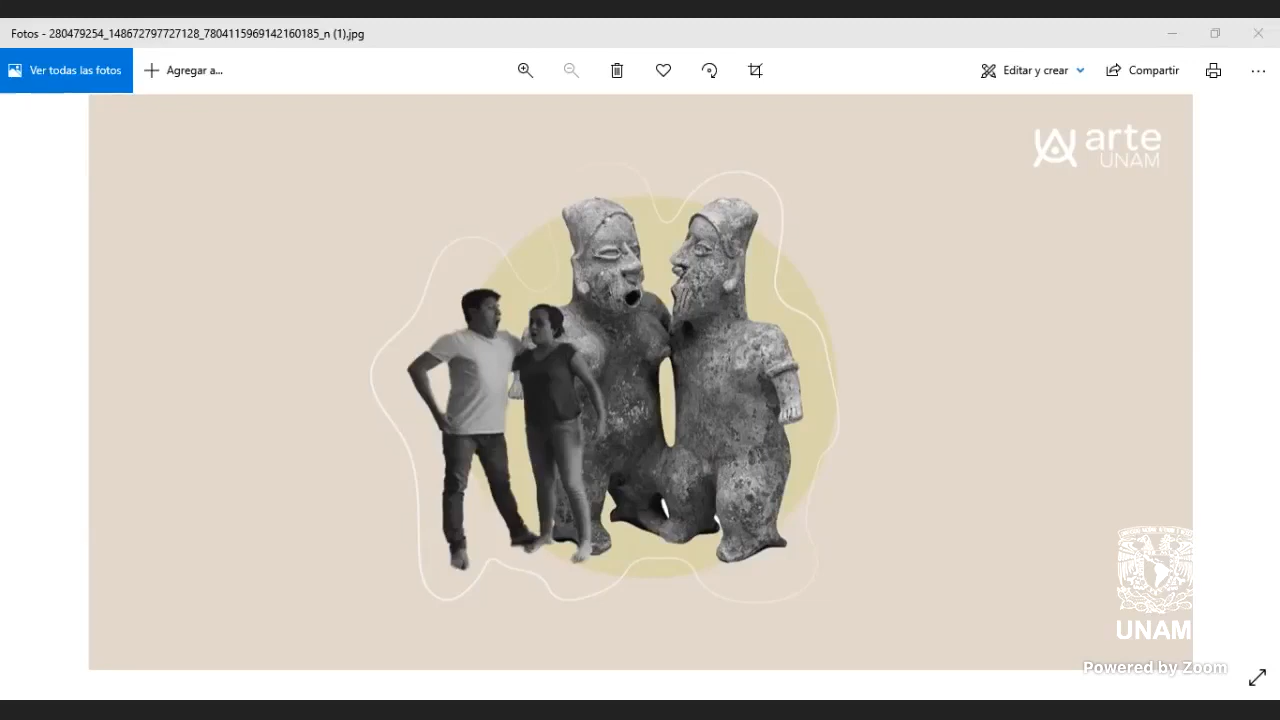 Fotos - 280479254_148672797727128_7804115969142160185_n (1).jpg
Ver todas las fotos
Agregar a...
Editar y crear
Compartir
arte
UNAM
UNAM
Powered by Zoom